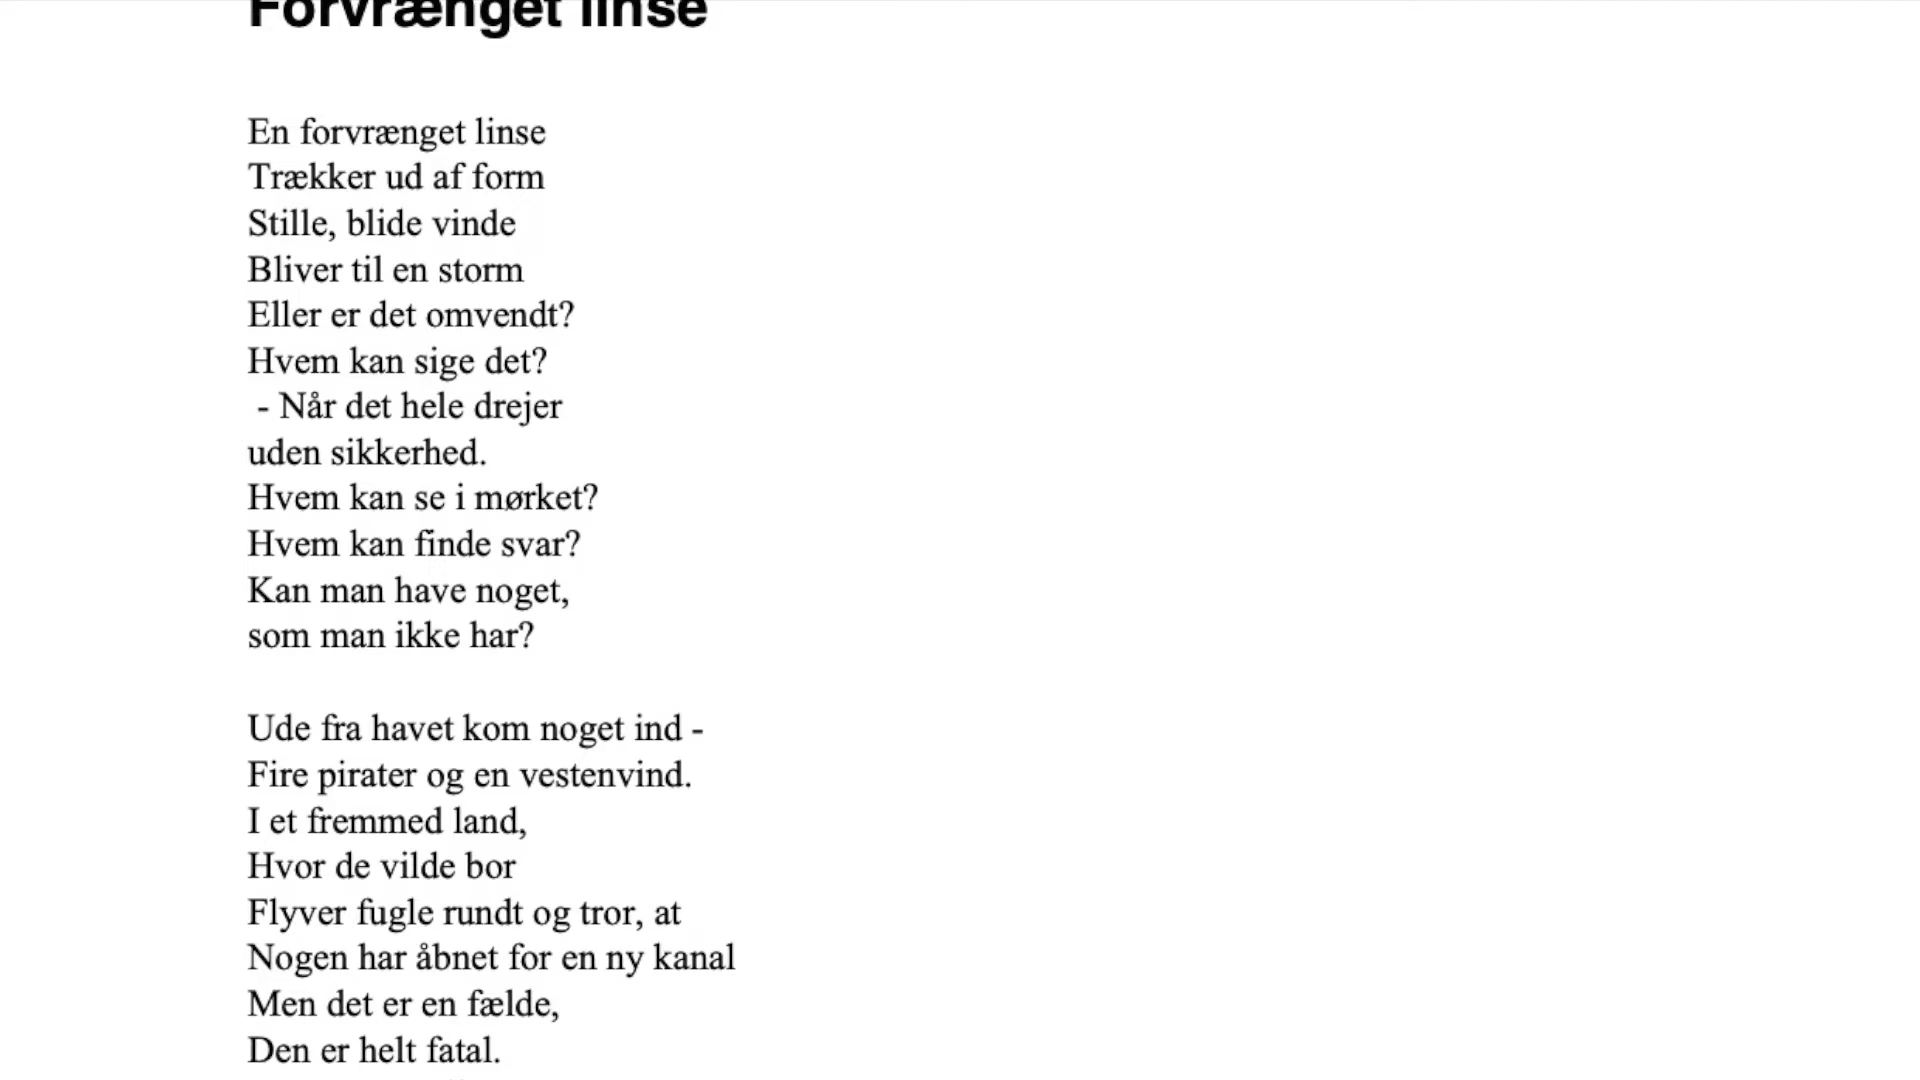 Forvrænget linse
En forvrænget linse
Trækker ud af form
Stille, blide vinde
Bliver til en storm
Eller er det omvendt?
Hvem kan sige det?
- Når det hele drejer
uden sikkerhed.
Hvem kan se i mørket?
Hvem kan finde svar?
Kan man have noget,
som man ikke har?
Ude fra havet kom noget ind -
Fire pirater og en vestenvind.
I et fremmed land,
Hvor de vilde bor
Flyver fugle rundt og tror, at
Nogen har åbnet for en ny kanal
Men det er en fælde,
Den er helt fatal.